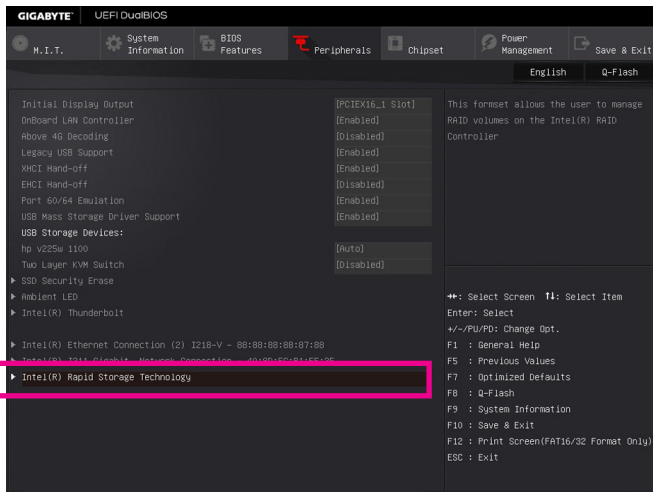 GIGABYTE™ UEFI DualBIOS
M.I.T. System Information BIOS Features Peripherals Chipset Power Management Save & Exit
English Q-Flash
Initial Display Output [PCIEX16_1 Slot]
OnBoard LAN Controller [Enabled]
Above 4G Decoding [Disabled]
Legacy USB Support [Enabled]
XHCI Hand-off [Enabled]
EHCI Hand-off [Disabled]
Port 60/64 Emulation [Enabled]
USB Mass Storage Driver Support [Enabled]
USB Storage Devices:
hp v225w 1100 [Auto]
Two Layer KVM Switch [Disabled]
SSD Security Erase
Ambient LED
Intel(R) Thunderbolt
Intel(R) Ethernet Connection (2) I218-V - 88:88:88:88:87:88
Intel(R) I211 Gigabit Network Connection -
Intel(R) Rapid Storage Technology
This formset allows the user to manage
RAID volumes on the Intel(R) RAID
Controller
→←: Select Screen ↑↓: Select Item
Enter: Select
+/-/PU/PD: Change Opt.
F1 : General Help
F5 : Previous Values
F7 : Optimized Defaults
F8 : Q-Flash
F9 : System Information
F10 : Save & Exit
F12 : Print Screen(FAT16/32 Format Only)
ESC : Exit